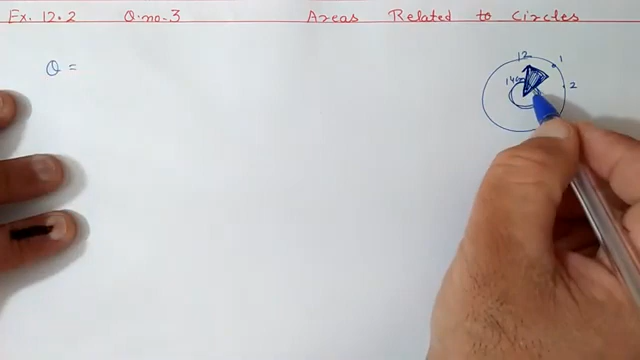 Ex. 12.2 Q.no.3 Areas Related to Circles
θ =
12
1
14cm
2